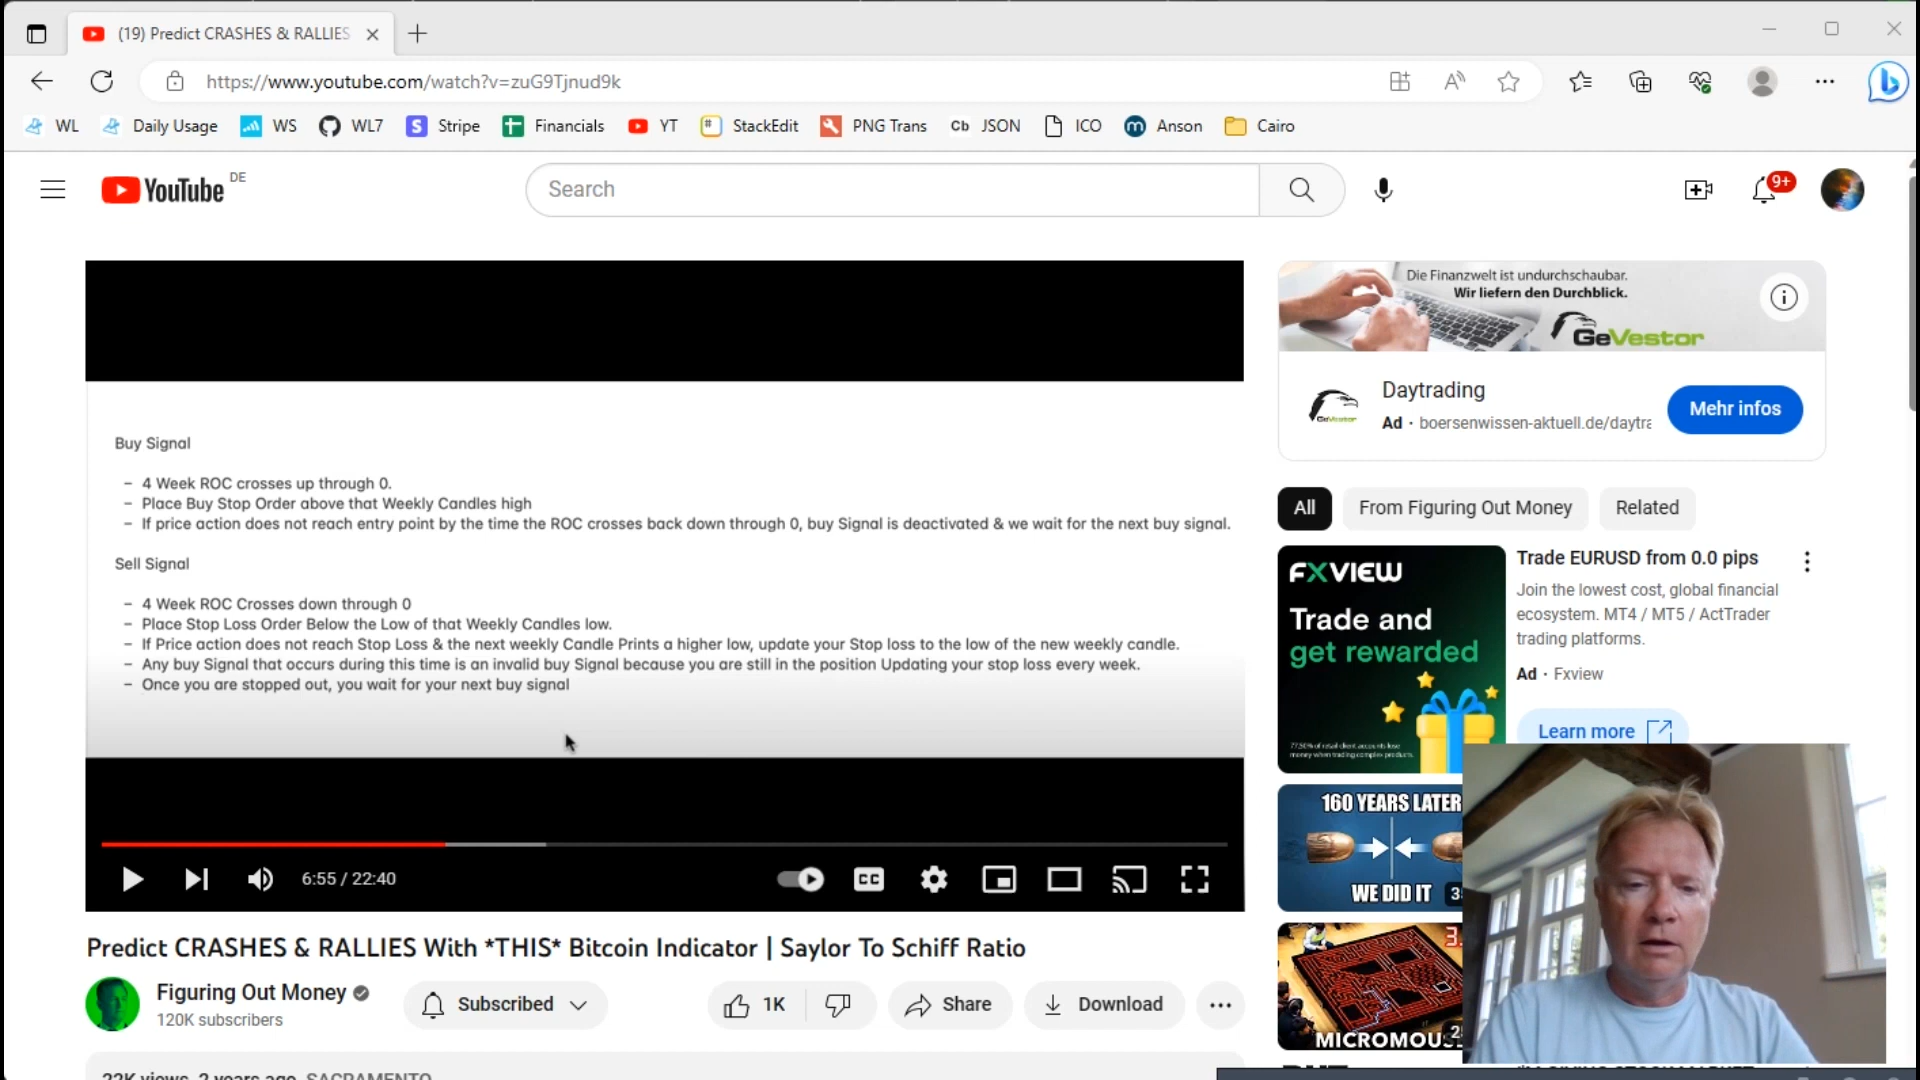 (19) Predict CRASHES & RALLIES
https://www.youtube.com/watch?v=zuG9Tjnud9k
WL
Daily Usage
WS
WL7
Stripe
Financials
YT
StackEdit
PNG Trans
Cb JSON
ICO
Anson
Cairo
YouTube DE
Search
9+
Die Finanzwelt ist undurchschaubar.
Wir liefern den Durchblick.
GeVestor
Daytrading
Ad · boersenwissen-aktuell.de/daytra
Mehr infos
Buy Signal
- 4 Week ROC crosses up through 0.
- Place Buy Stop Order above that Weekly Candles high
- If price action does not reach entry point by the time the ROC crosses back down through 0, buy Signal is deactivated & we wait for the next buy signal.
Sell Signal
- 4 Week ROC Crosses down through 0
- Place Stop Loss Order Below the Low of that Weekly Candles low.
- If Price action does not reach Stop Loss & the next weekly Candle Prints a higher low, update your Stop loss to the low of the new weekly candle.
- Any buy Signal that occurs during this time is an invalid buy Signal because you are still in the position Updating your stop loss every week.
- Once you are stopped out, you wait for your next buy signal
6:55 / 22:40
CC
Predict CRASHES & RALLIES With *THIS* Bitcoin Indicator | Saylor To Schiff Ratio
Figuring Out Money
120K subscribers
Subscribed
1K
Share
Download
22K views 2 years ago SACRAMENTO
All
From Figuring Out Money
Related
FXVIEW
Trade and
get rewarded
Trade EURUSD from 0.0 pips
Join the lowest cost, global financial
ecosystem. MT4 / MT5 / ActTrader
trading platforms.
Ad · Fxview
Learn more
160 YEARS LATER
WE DID IT
MICROMOUS